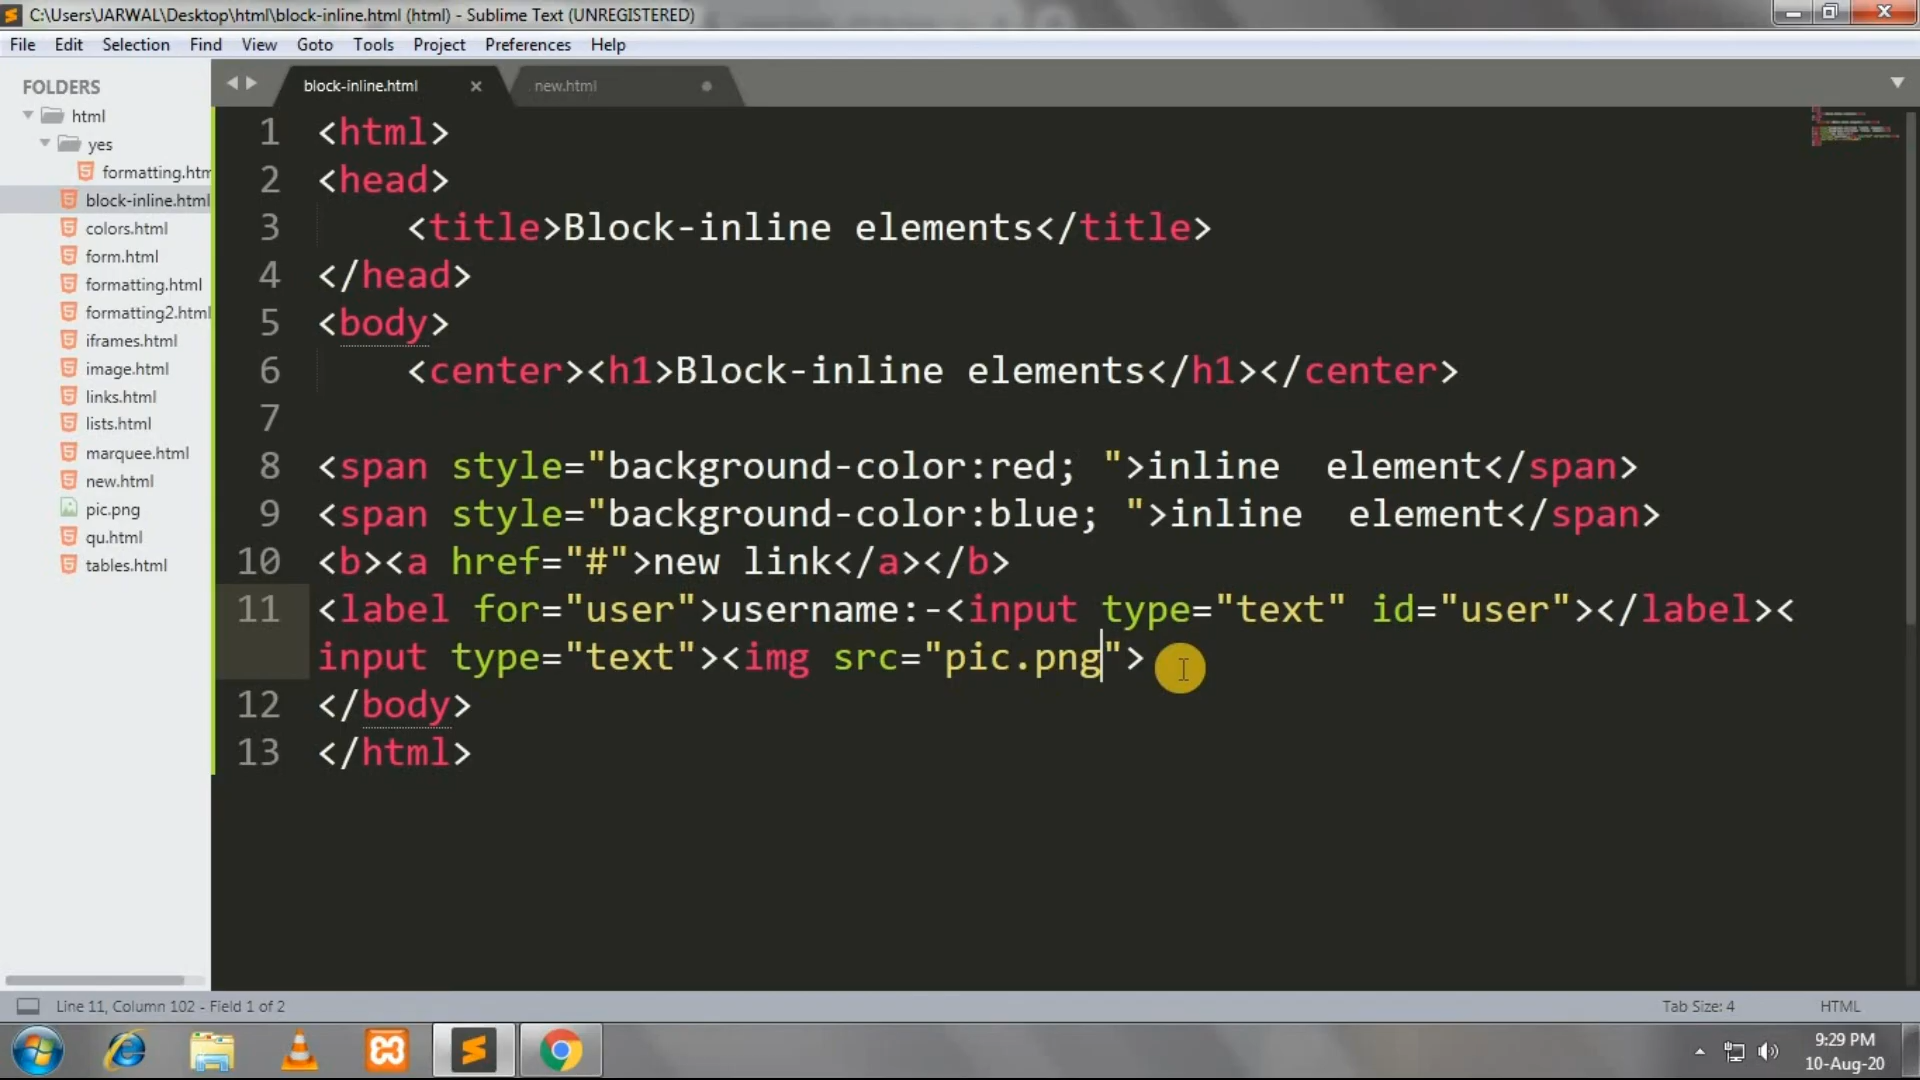 C:\Users\JARWAL\Desktop\html\block-inline.html (html) - Sublime Text (UNREGISTERED)
File Edit Selection Find View Goto Tools Project Preferences Help
FOLDERS
html
yes
formatting.htm
block-inline.html
colors.html
form.html
formatting.html
formatting2.html
iframes.html
image.html
links.html
lists.html
marquee.html
new.html
pic.png
qu.html
tables.html
block-inline.html new.html
1 <html>
2 <head>
3 <title>Block-inline elements</title>
4 </head>
5 <body>
6 <center><h1>Block-inline elements</h1></center>
7
8 <span style="background-color:red; ">inline  element</span>
9 <span style="background-color:blue; ">inline  element</span>
10 <b><a href="#">new link</a></b>
11 <label for="user">username:-<input type="text" id="user"></label><
input type="text"><img src="pic.png">
12 </body>
13 </html>
Line 11, Column 102 - Field 1 of 2 Tab Size: 4 HTML
9:29 PM
10-Aug-20